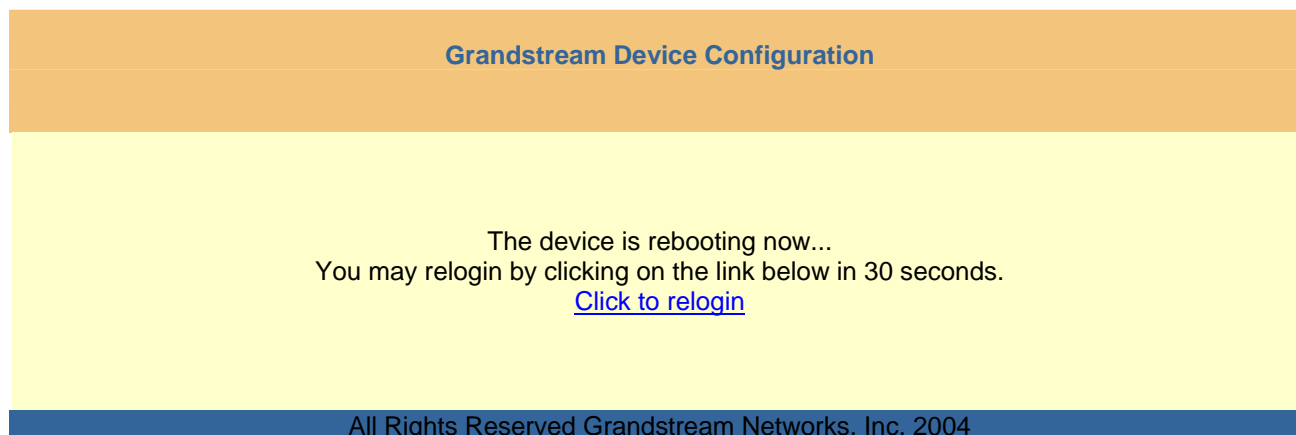 Grandstream Device Configuration
The device is rebooting now...
You may relogin by clicking on the link below in 30 seconds.
Click to relogin
All Rights Reserved Grandstream Networks, Inc. 2004